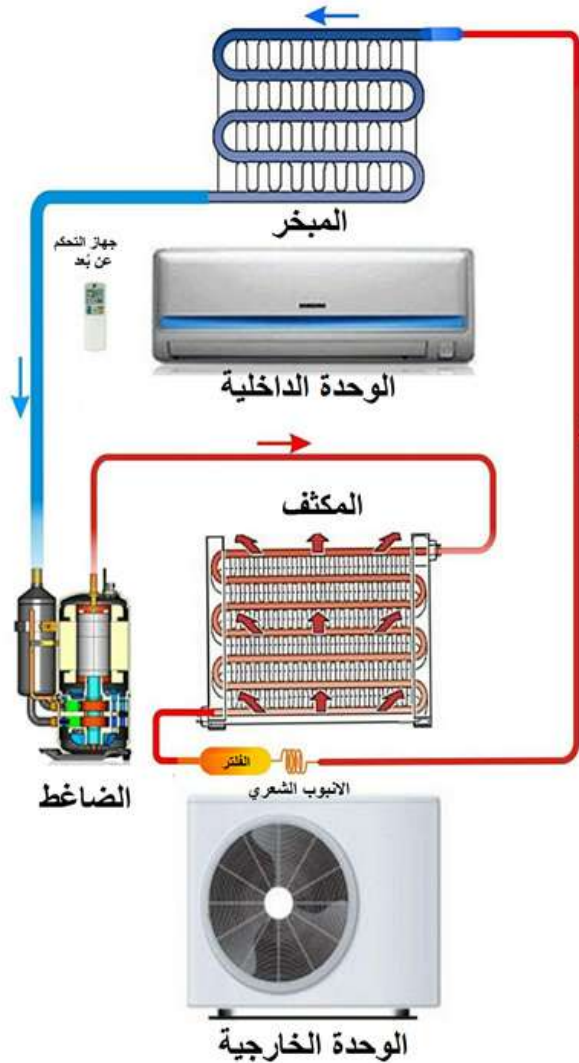 المبخر
جهاز التحكم
عن بُعد
الوحدة الداخلية
المكثف
الفلتر
الانبوب الشعري
الضاغط
الوحدة الخارجية